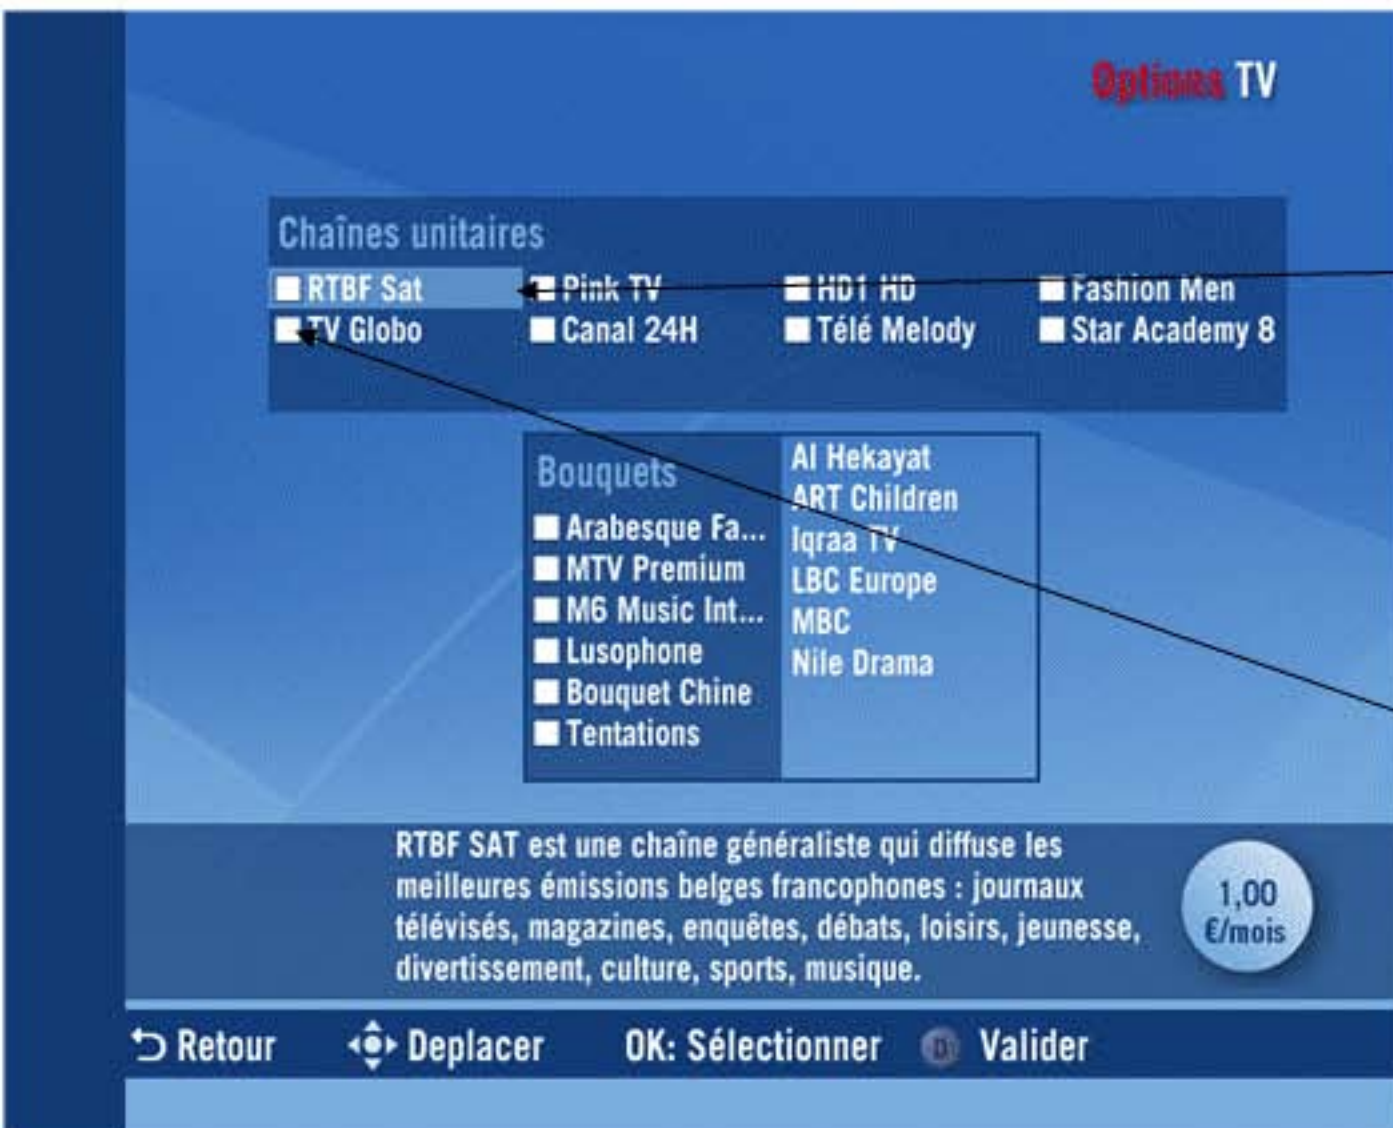 Options TV
Chaînes unitaires
RTBF Sat Pink TV HD1 HD Fashion Men
TV Globo Canal 24H Télé Melody Star Academy 8
Bouquets
Arabesque Fa...
MTV Premium
M6 Music Int...
Lusophone
Bouquet Chine
Tentations
Al Hekayat
ART Children
Iqraa TV
LBC Europe
MBC
Nile Drama
RTBF SAT est une chaîne généraliste qui diffuse les
meilleures émissions belges francophones : journaux
télévisés, magazines, enquêtes, débats, loisirs, jeunesse,
divertissement, culture, sports, musique.
1,00
€/mois
Retour Deplacer OK: Sélectionner D Valider